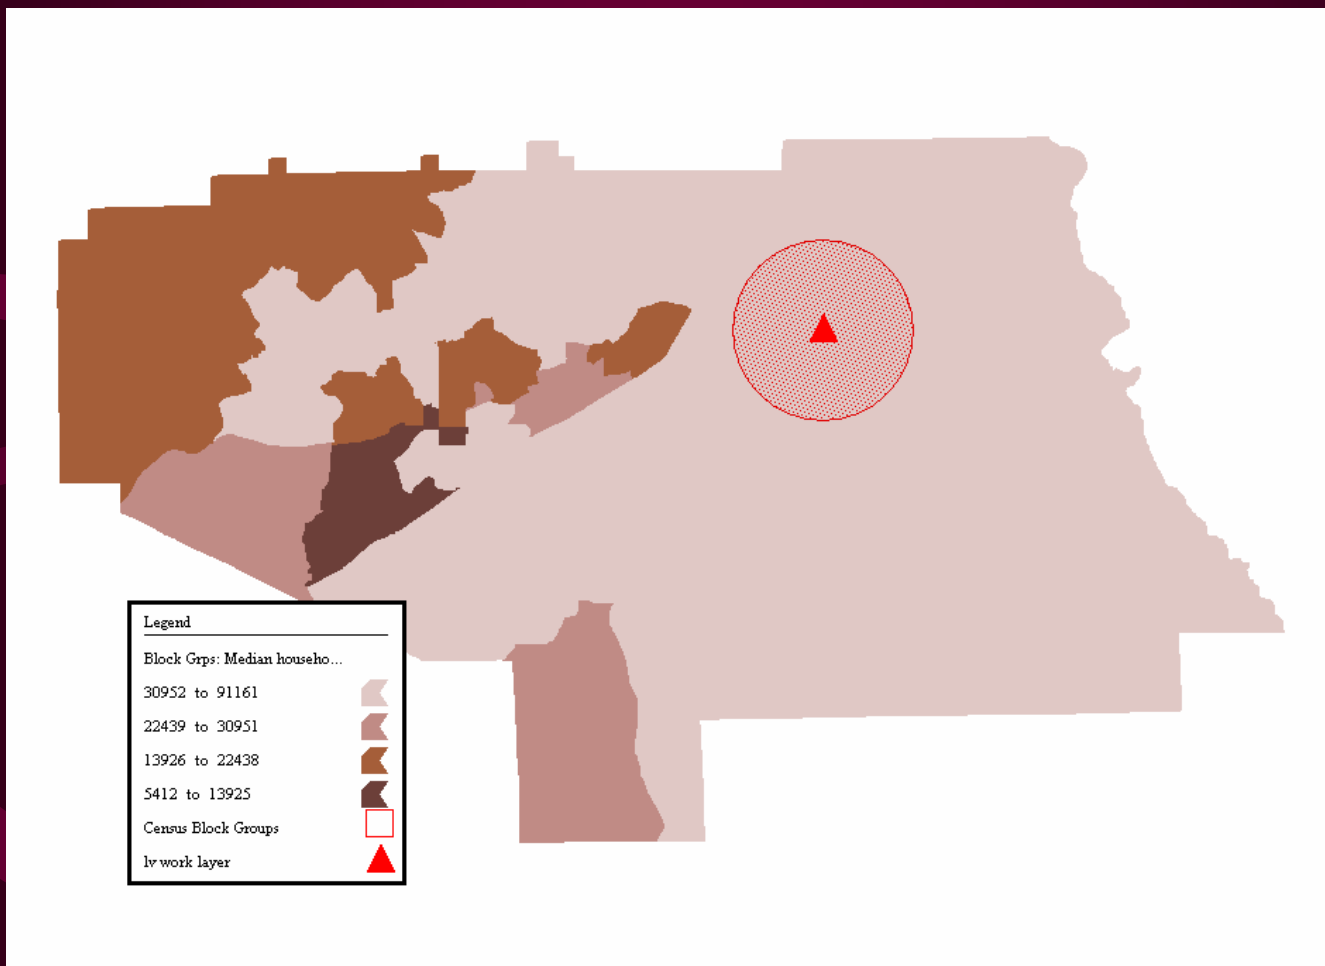 Legend
Block Grps: Median househo...
30952 to 91161
22439 to 30951
13926 to 22438
5412 to 13925
Census Block Groups
lv work layer